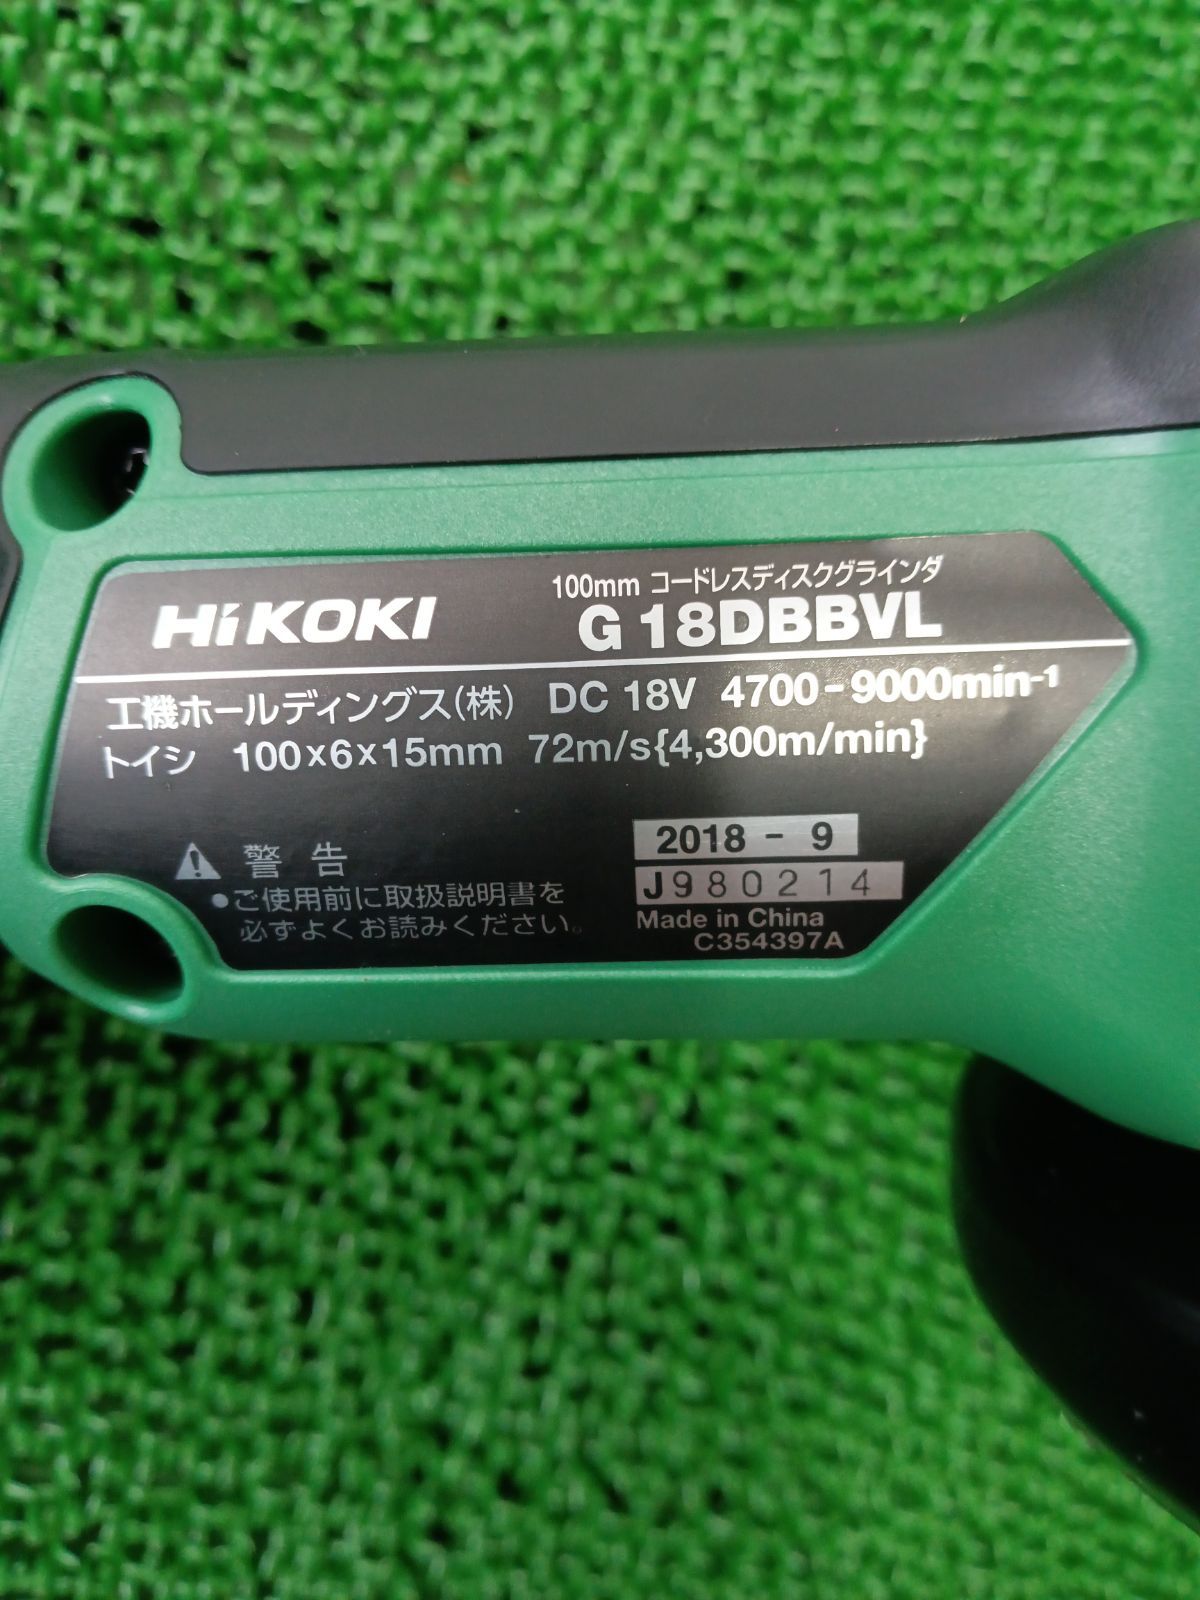 HiKOKI
100mm コードレスディスクグラインダ
G 18DBBVL
工機ホールディングス(株) DC 18V 4700-9000min-1
トイシ 100x6x15mm 72m/s{4,300m/min}
警告
•ご使用前に取扱説明書を
必ずよくお読みください。
2018 - 9
J980214
Made in China
C354397A